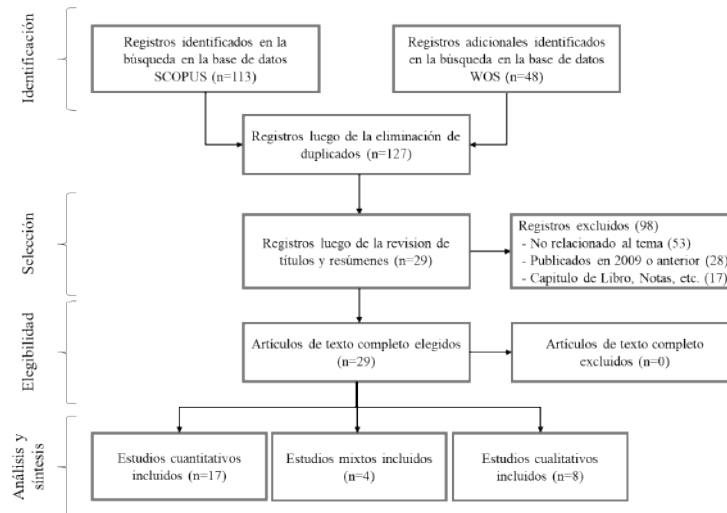 Identificación
Registros identificados en la
búsqueda en la base de datos
SCOPUS (n=113)
Registros adicionales identificados
en la búsqueda en la base de datos
WOS (n=48)
Registros luego de la eliminación de
duplicados (n=127)
Selección
Registros luego de la revision de
títulos y resúmenes (n=29)
Registros excluidos (98)
- No relacionado al tema (53)
- Publicados en 2009 o anterior (28)
- Capitulo de Libro, Notas, etc. (17)
Elegibilidad
Artículos de texto completo elegidos
(n=29)
Artículos de texto completo
excluidos (n=0)
Análisis y
síntesis
Estudios cuantitativos
incluidos (n=17)
Estudios mixtos incluidos
(n=4)
Estudios cualitativos
incluidos (n=8)